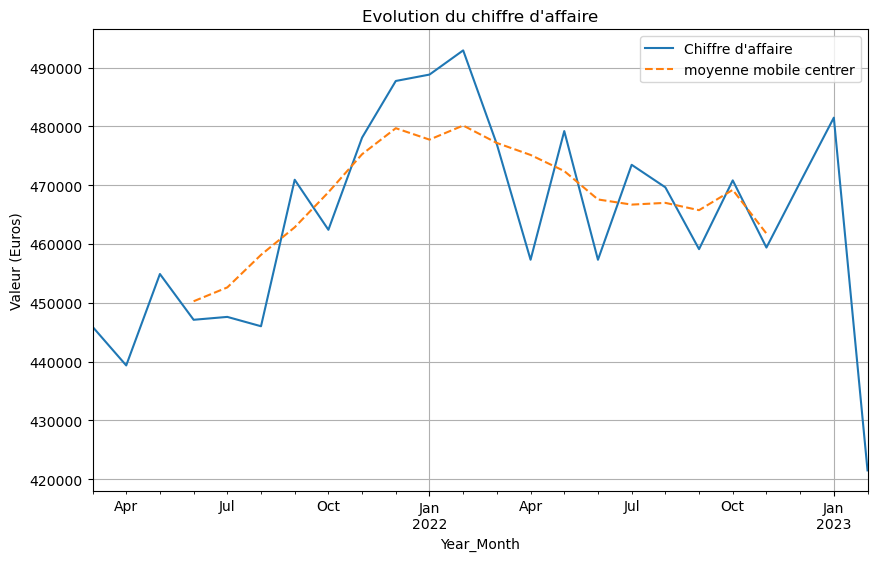 Evolution du chiffre d'affaire
Chiffre d'affaire
moyenne mobile centrer
Valeur (Euros)
490000
480000
470000
460000
450000
440000
430000
420000
Apr
Jul
Oct
Jan
2022
Apr
Jul
Oct
Jan
2023
Year_Month